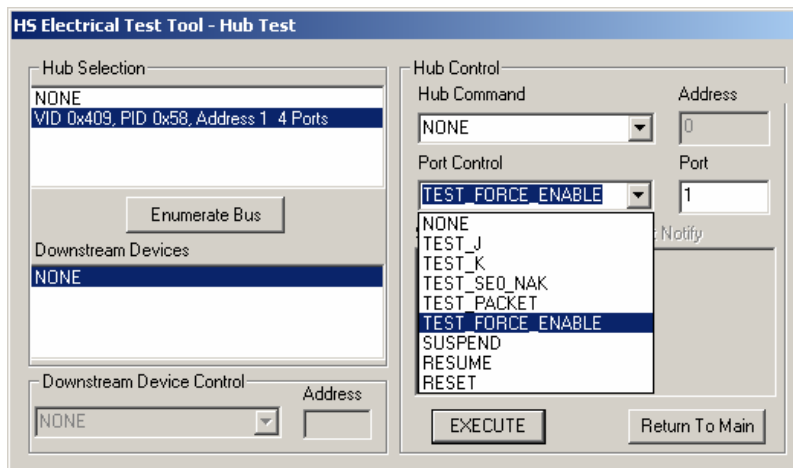 HS Electrical Test Tool - Hub Test
Hub Selection
NONE
VID 0x409, PID 0x58, Address 1 4 Ports
Enumerate Bus
Downstream Devices
NONE
Downstream Device Control
Address
NONE
Hub Control
Hub Command
Address
NONE
0
Port Control
Port
TEST_FORCE_ENABLE
1
NONE
TEST_J
TEST_K
TEST_SE0_NAK
TEST_PACKET
TEST_FORCE_ENABLE
SUSPEND
RESUME
RESET
Notify
EXECUTE
Return To Main